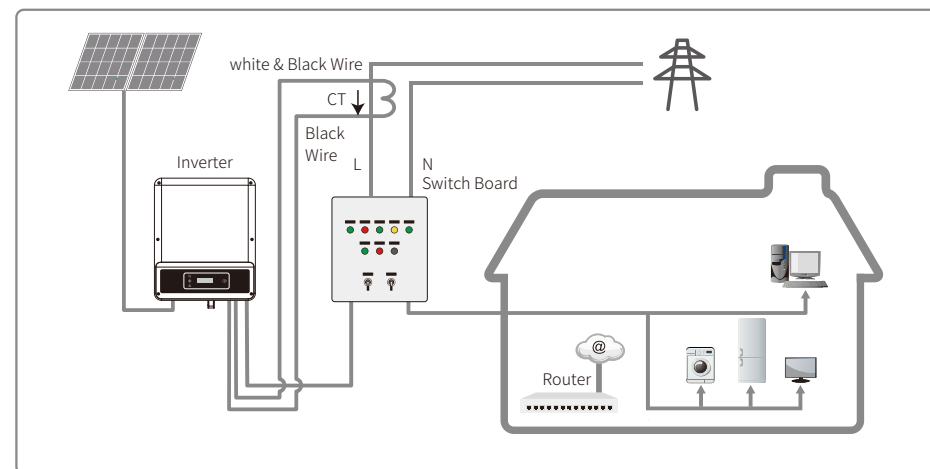 white & Black Wire
CT
Black
Wire
L
N
Switch Board
Inverter
@
Router